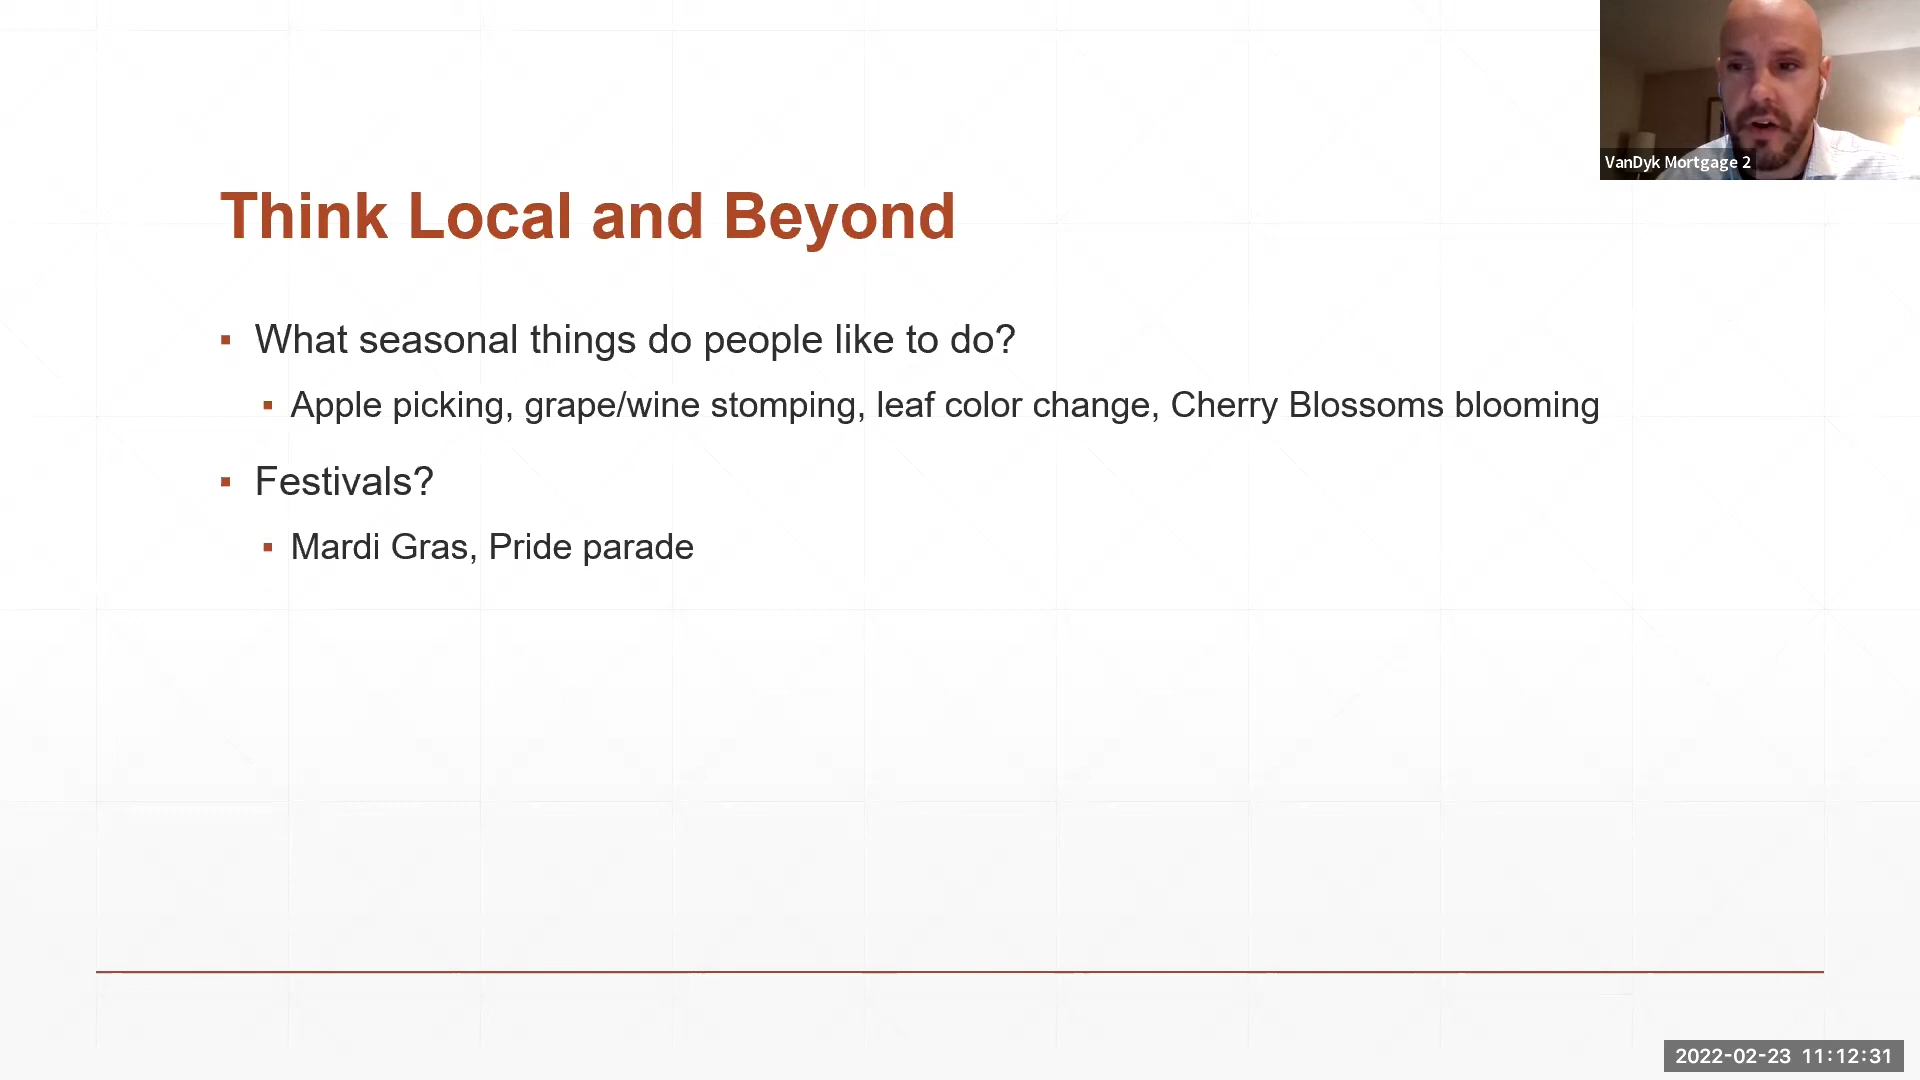 VanDyk Mortgage 2
Think Local and Beyond
What seasonal things do people like to do?
Apple picking, grape/wine stomping, leaf color change, Cherry Blossoms blooming
Festivals?
Mardi Gras, Pride parade
2022-02-23 11:12:31